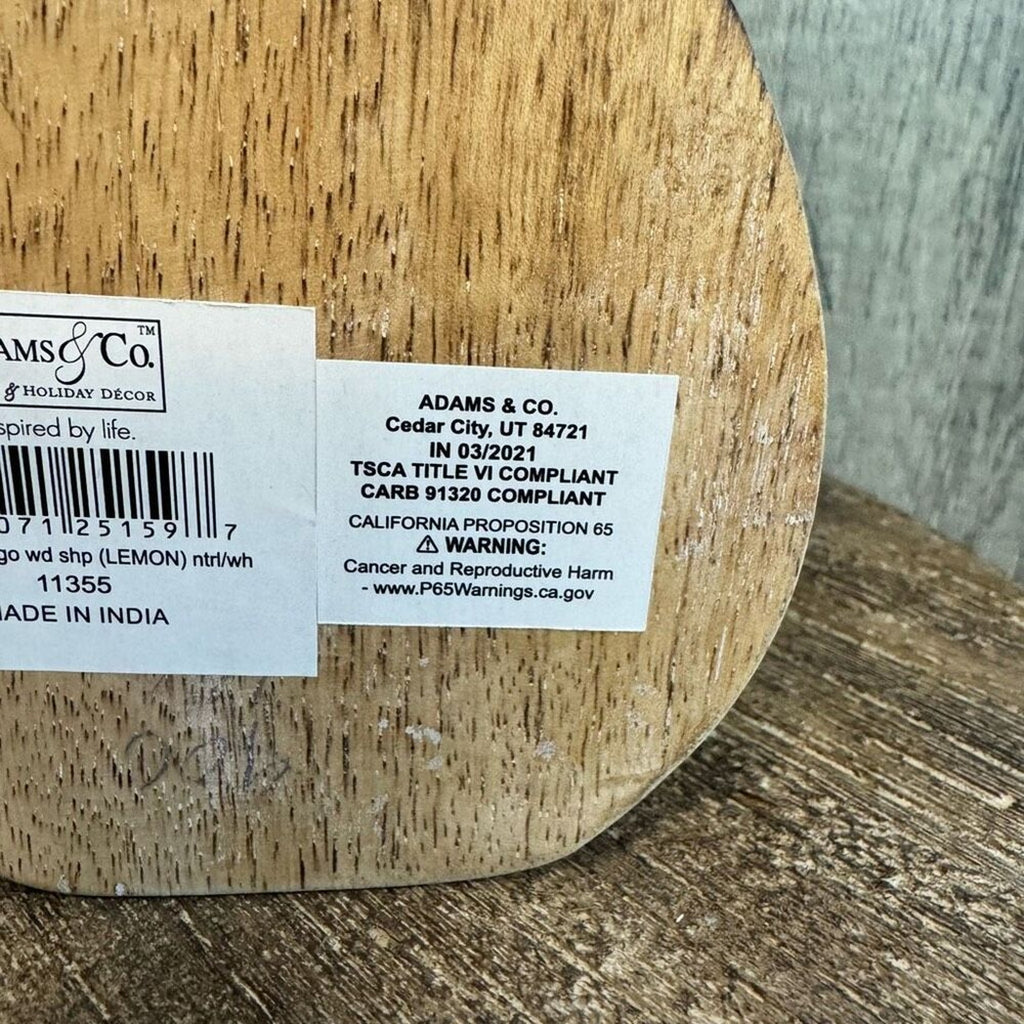 AMS & Co.™
& HOLIDAY DÉCOR
spired by life.
071 25159 7
go wd shp (LEMON) ntrl/wh
11355
MADE IN INDIA
ADAMS & CO.
Cedar City, UT 84721
IN 03/2021
TSCA TITLE VI COMPLIANT
CARB 91320 COMPLIANT
CALIFORNIA PROPOSITION 65
⚠ WARNING:
Cancer and Reproductive Harm
- www.P65Warnings.ca.gov